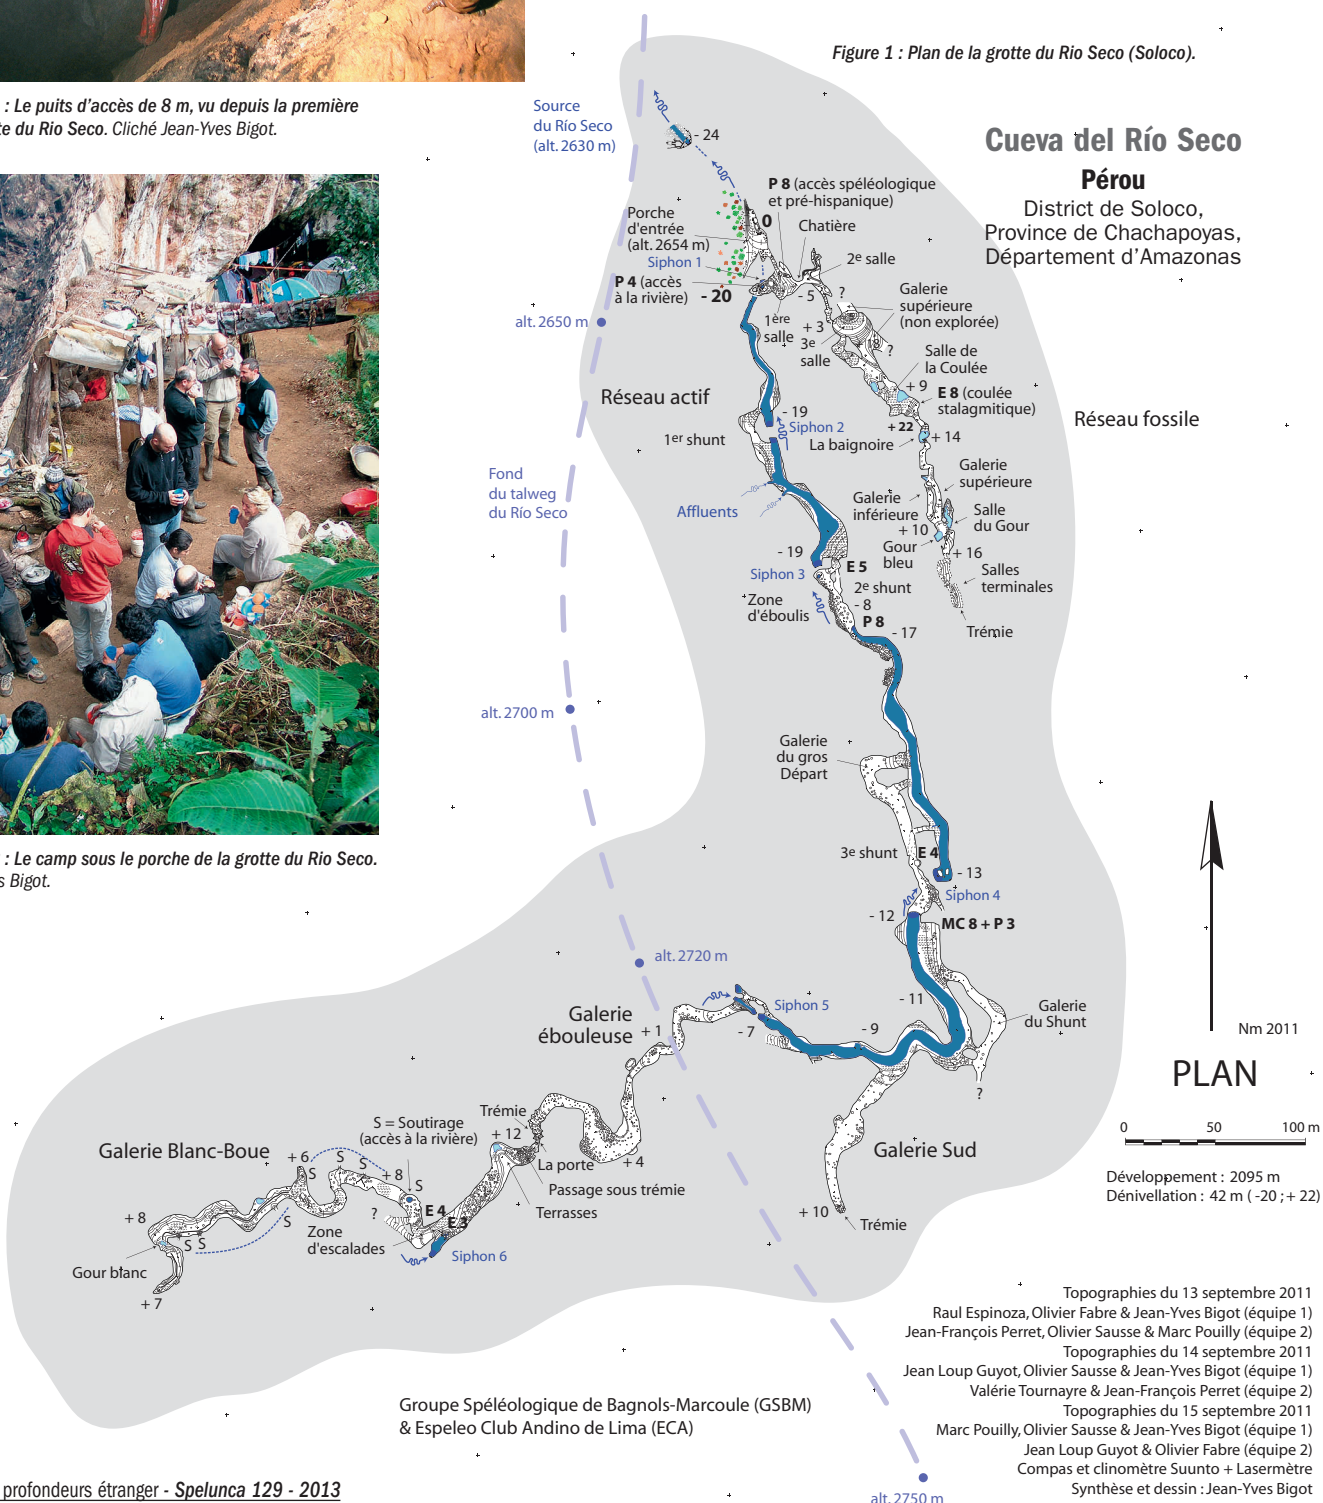 : Le puits d'accès de 8 m, vu depuis la première
te du Rio Seco. Cliché Jean-Yves Bigot.
: Le camp sous le porche de la grotte du Rio Seco.
s Bigot.
Figure 1 : Plan de la grotte du Rio Seco (Soloco).
Cueva del Río Seco
Pérou
District de Soloco,
Province de Chachapoyas,
Département d'Amazonas
Source
du Río Seco
(alt. 2630 m)
- 24
P 8 (accès spéléologique
et pré-hispanique)
Porche
d'entrée
(alt. 2654 m)
0
Chatière
Siphon 1
2e salle
P 4 (accès
à la rivière)
- 20
- 5
?
Galerie
supérieure
(non explorée)
alt. 2650 m
1ère
salle
+ 3
3e
salle
18
?
Salle de
la Coulée
+ 9
E 8 (coulée
stalagmitique)
Réseau actif
Réseau fossile
- 19
Siphon 2
+ 22
La baignoire
+ 14
1er shunt
Galerie
supérieure
Fond
du talweg
du Río Seco
Affluents
Galerie
inférieure
Salle
du Gour
+ 10
Gour
bleu
+ 16
- 19
Siphon 3
E 5
2e shunt
- 8
P 8
Salles
terminales
Zone
d'éboulis
- 17
Trémie
alt. 2700 m
Galerie
du gros
Départ
3e shunt
E 4
- 13
Siphon 4
- 12
MC 8 + P 3
alt. 2720 m
- 11
Galerie
du Shunt
Siphon 5
Galerie
ébouleuse
+ 1
- 7
- 9
?
Nm 2011
PLAN
0 50 100 m
Développement : 2095 m
Dénivellation : 42 m ( -20 ; + 22)
Trémie
S = Soutirage
(accès à la rivière)
+ 12
Galerie Blanc-Boue
+ 6
S
S
S
+ 8
S
La porte
+ 4
Galerie Sud
Passage sous trémie
Terrasses
E 4
E 3
?
+ 8
S
S S
Zone
d'escalades
Siphon 6
+ 10
Trémie
Gour blanc
+ 7
Topographies du 13 septembre 2011
Raul Espinoza, Olivier Fabre & Jean-Yves Bigot (équipe 1)
Jean-François Perret, Olivier Sausse & Marc Pouilly (équipe 2)
Topographies du 14 septembre 2011
Jean Loup Guyot, Olivier Sausse & Jean-Yves Bigot (équipe 1)
Valérie Tournayre & Jean-François Perret (équipe 2)
Topographies du 15 septembre 2011
Marc Pouilly, Olivier Sausse & Jean-Yves Bigot (équipe 1)
Jean Loup Guyot & Olivier Fabre (équipe 2)
Compas et clinomètre Suunto + Lasermètre
Synthèse et dessin : Jean-Yves Bigot
Groupe Spéléologique de Bagnols-Marcoule (GSBM)
& Espeleo Club Andino de Lima (ECA)
alt. 2750 m
profondeurs étranger - Spelunca 129 - 2013